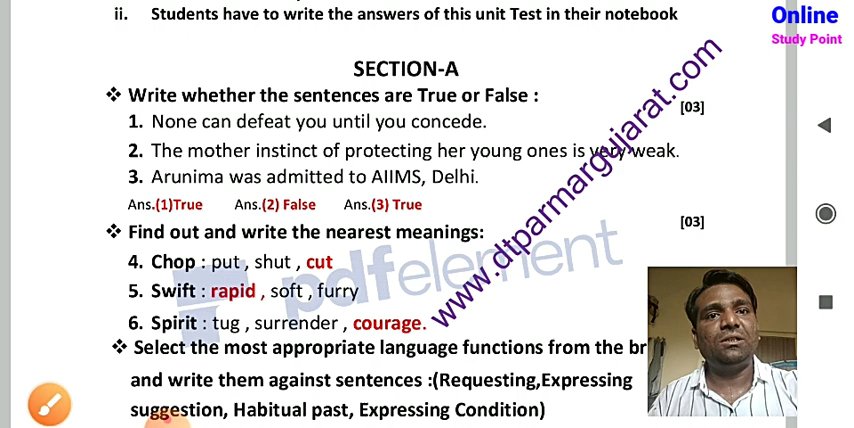 ii. Students have to write the answers of this unit Test in their notebook
Online
Study Point
SECTION-A
❖ Write whether the sentences are True or False : [03]
1. None can defeat you until you concede.
2. The mother instinct of protecting her young ones is very weak.
3. Arunima was admitted to AIIMS, Delhi.
Ans.(1)True Ans.(2) False Ans.(3) True
❖ Find out and write the nearest meanings: [03]
4. Chop : put , shut , cut
5. Swift : rapid , soft , furry
6. Spirit : tug , surrender , courage.
❖ Select the most appropriate language functions from the br
and write them against sentences :(Requesting,Expressing
suggestion, Habitual past, Expressing Condition)
www.dtparmargujarat.com
pdfelement